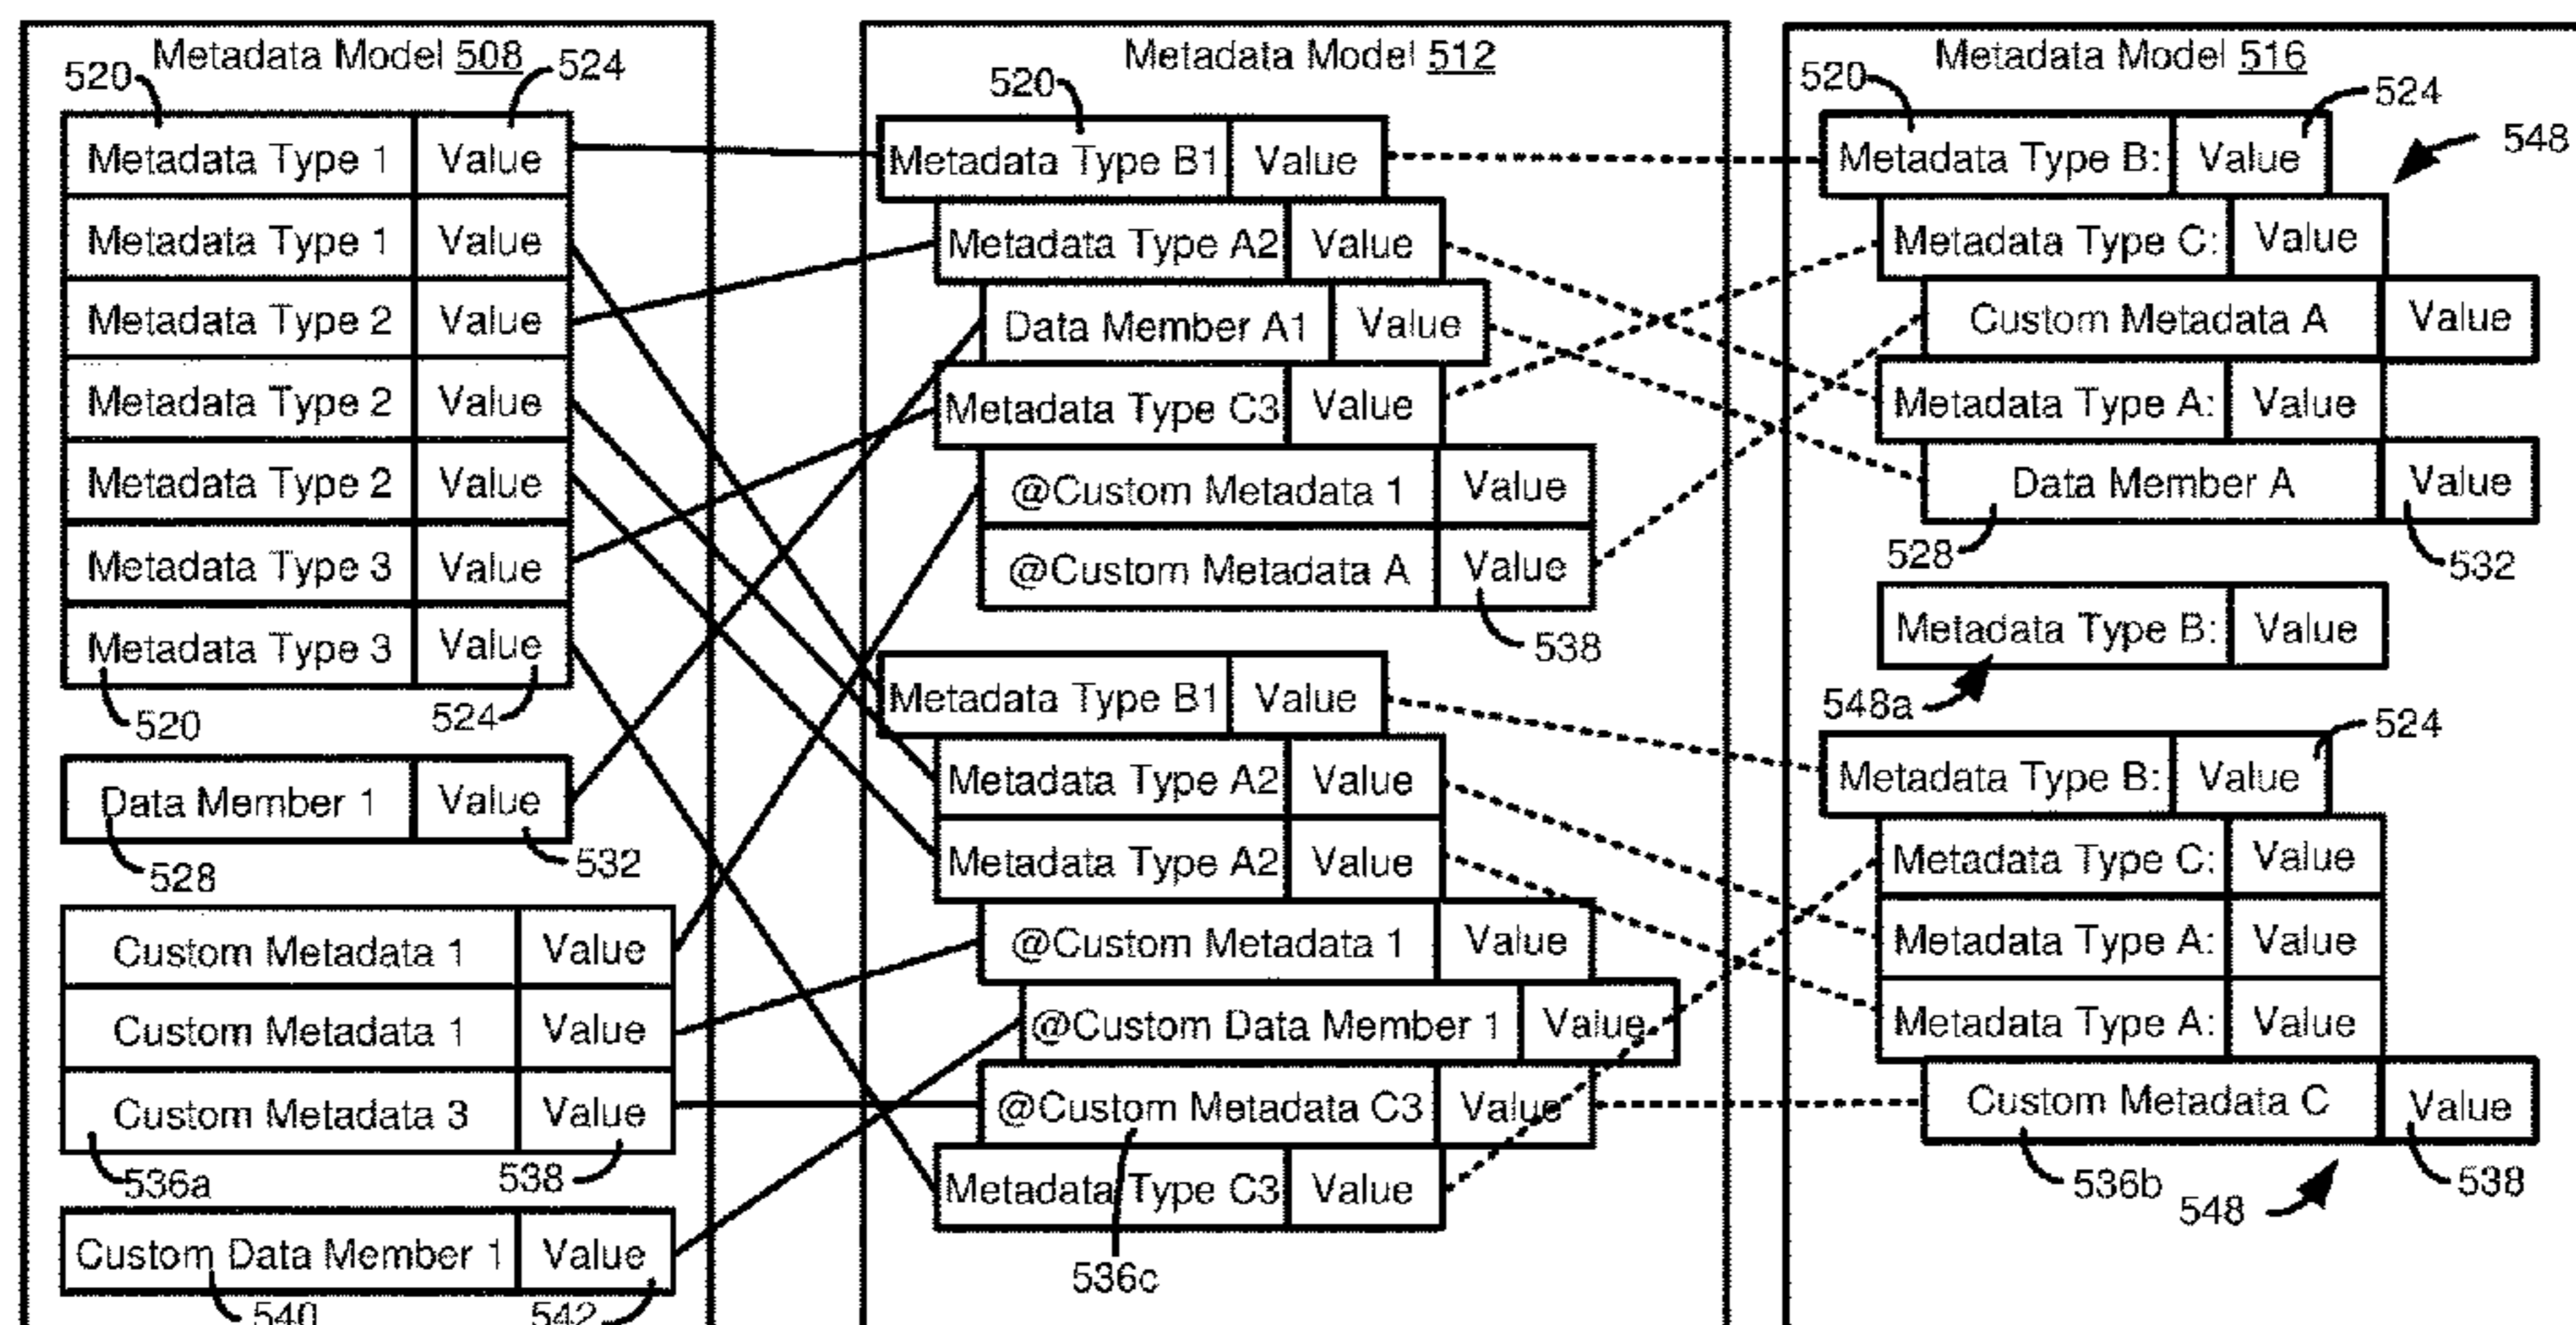 Metadata Model 508
520
524
Metadata Type 1 Value
Metadata Type 1 Value
Metadata Type 2 Value
Metadata Type 2 Value
Metadata Type 2 Value
Metadata Type 3 Value
Metadata Type 3 Value
520
524
Data Member 1 Value
528
532
Custom Metadata 1 Value
Custom Metadata 1 Value
Custom Metadata 3 Value
536a
538
Custom Data Member 1 Value
540
542
Metadata Model 512
520
Metadata Type B1 Value
Metadata Type A2 Value
Data Member A1 Value
Metadata Type C3 Value
@Custom Metadata 1 Value
@Custom Metadata A Value
538
Metadata Type B1 Value
Metadata Type A2 Value
Metadata Type A2 Value
@Custom Metadata 1 Value
@Custom Data Member 1 Value
@Custom Metadata C3 Value
Metadata Type C3 Value
536c
Metadata Model 516
520
524
548
Metadata Type B: Value
Metadata Type C: Value
Custom Metadata A Value
Metadata Type A: Value
Data Member A Value
528
532
Metadata Type B: Value
548a
524
Metadata Type B: Value
Metadata Type C: Value
Metadata Type A: Value
Metadata Type A: Value
Custom Metadata C Value
536b
548
538